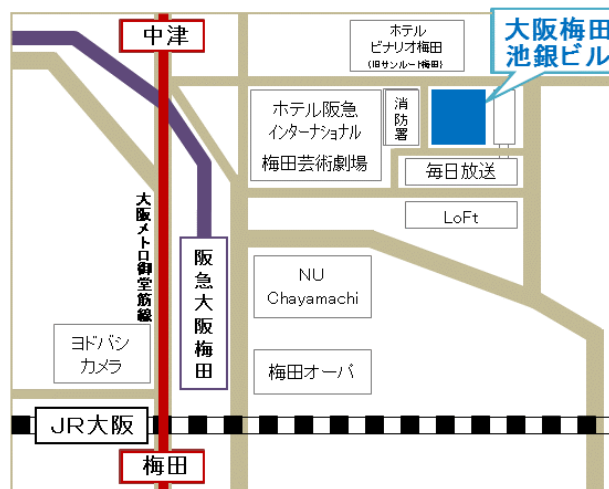 中津
ホテル
ビナリオ梅田
(旧サンルート梅田)
大阪梅田
池銀ビル
ホテル阪急
インターナショナル
梅田芸術劇場
消防署
毎日放送
LoFt
大阪メトロ御堂筋線
阪急大阪梅田
NU
Chayamachi
ヨドバシ
カメラ
梅田オーパ
JR大阪
梅田